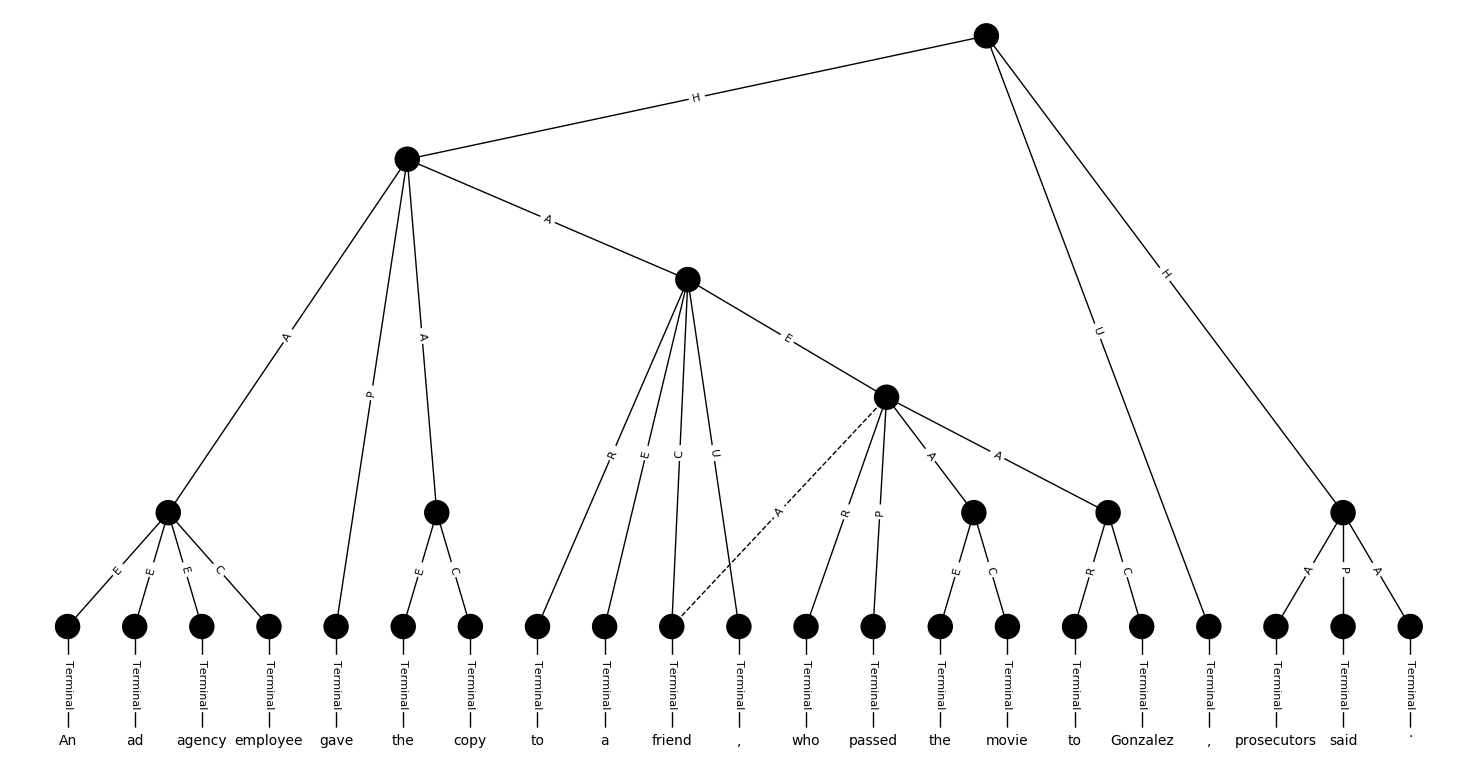 H
H
A
U
H
A
A
E
P
R
E
C
U
A
A
A
R
P
E
E
E
C
E
C
E
C
R
C
A
P
A
Terminal Terminal Terminal Terminal Terminal Terminal Terminal Terminal Terminal Terminal Terminal Terminal Terminal Terminal Terminal Terminal Terminal Terminal Terminal Terminal Terminal
An ad agency employee gave the copy to a friend , who passed the movie to Gonzalez , prosecutors said .